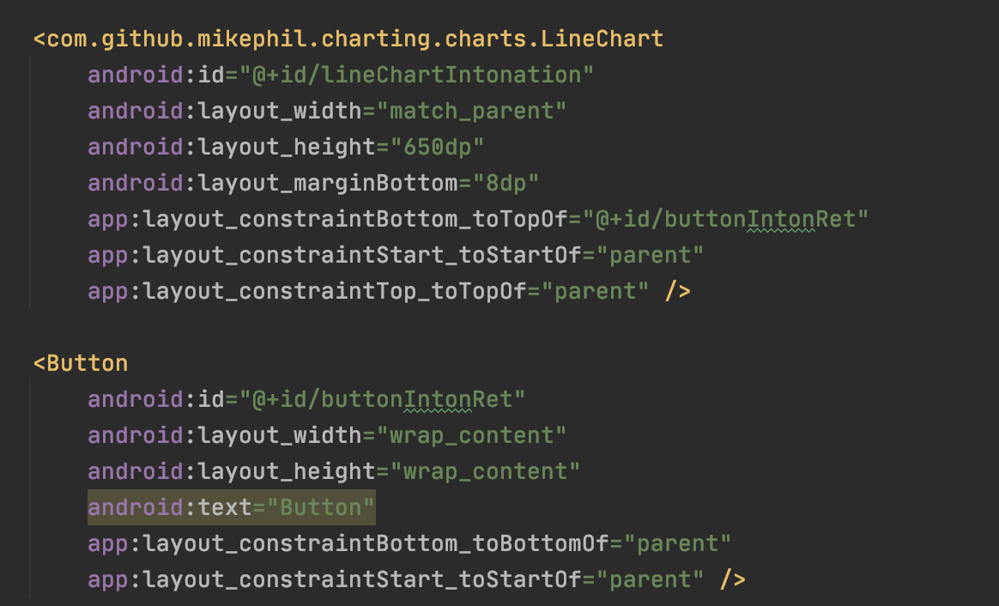 <com.github.mikephil.charting.charts.LineChart
    android:id="@+id/lineChartIntonation"
    android:layout_width="match_parent"
    android:layout_height="650dp"
    android:layout_marginBottom="8dp"
    app:layout_constraintBottom_toTopOf="@+id/buttonIntonRet"
    app:layout_constraintStart_toStartOf="parent"
    app:layout_constraintTop_toTopOf="parent" />
<Button
    android:id="@+id/buttonIntonRet"
    android:layout_width="wrap_content"
    android:layout_height="wrap_content"
    android:text="Button"
    app:layout_constraintBottom_toBottomOf="parent"
    app:layout_constraintStart_toStartOf="parent" />